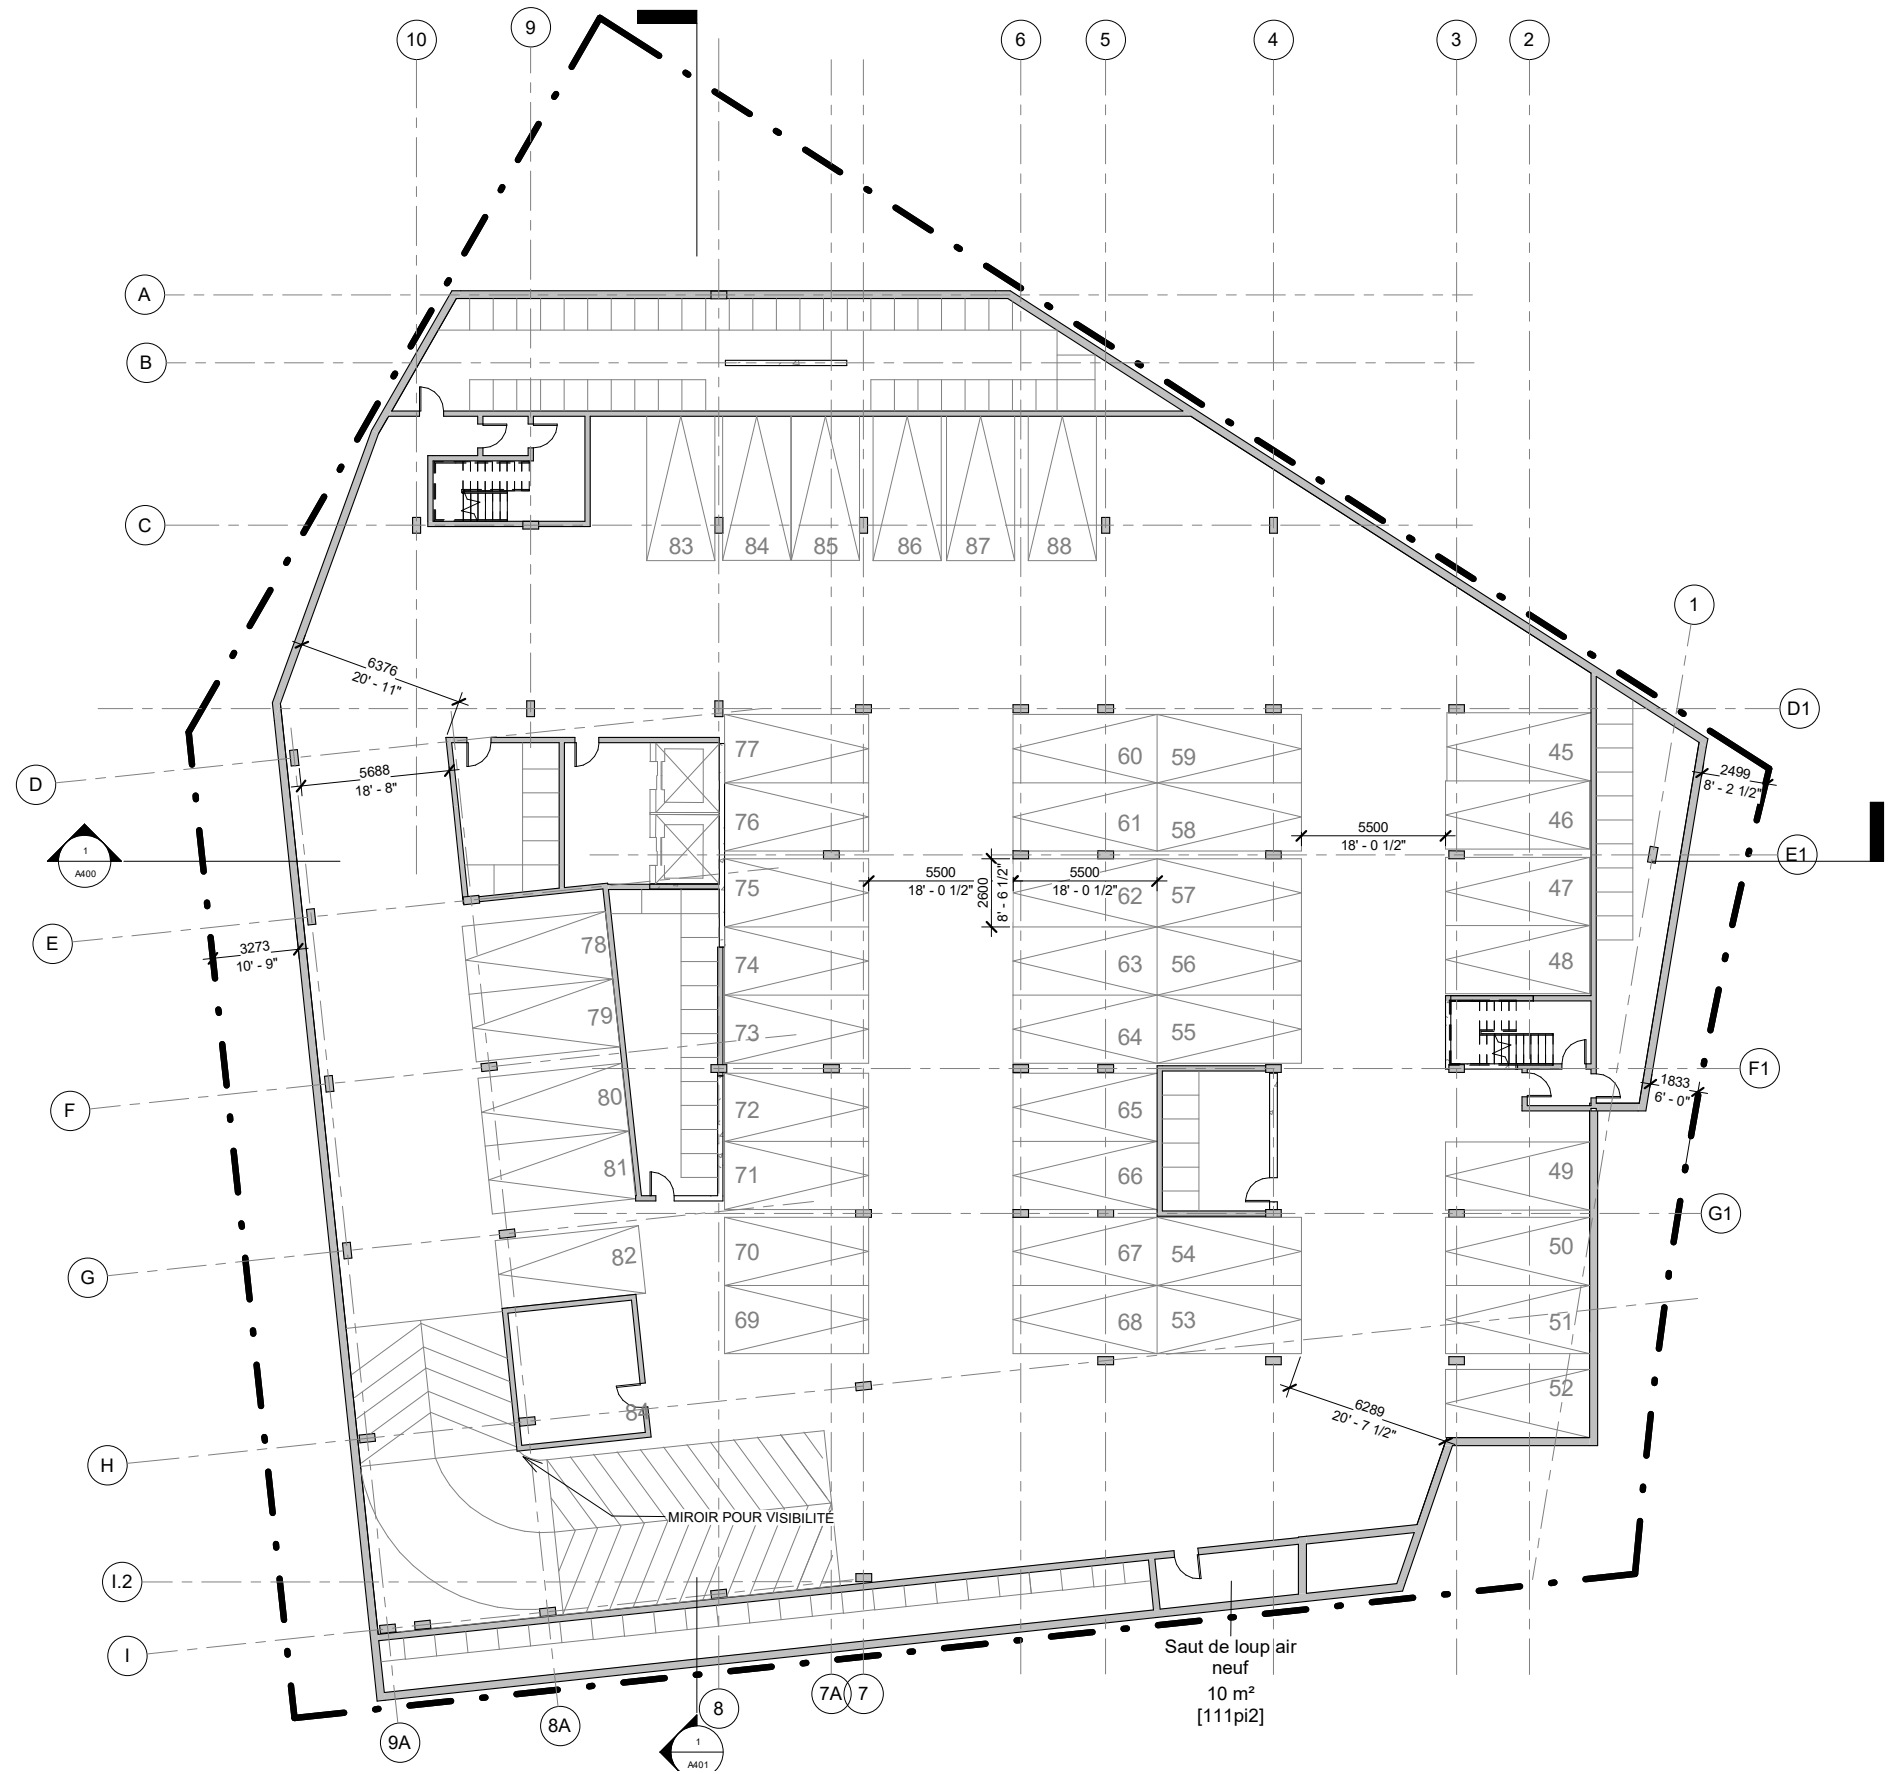 10
9
6
5
4
3
2
A
B
C
83
84
85
86
87
88
1
6376
20' - 11"
D1
D
5688
18' - 8"
77
60
59
45
2499
8' - 2 1/2"
76
61
58
46
5500
18' - 0 1/2"
1
A400
E1
75
5500
18' - 0 1/2"
2600
8' - 6 1/2"
5500
18' - 0 1/2"
62
57
47
E
3273
10' - 9"
78
74
63
56
48
79
73
64
55
F1
F
80
72
65
1833
6' - 0"
81
71
66
49
G1
G
82
70
67
54
50
69
68
53
51
52
84
6289
20' - 7 1/2"
H
MIROIR POUR VISIBILITÉ
I.2
I
Saut de loup air
neuf
10 m²
[111pi2]
9A
8A
8
7A
7
1
A401